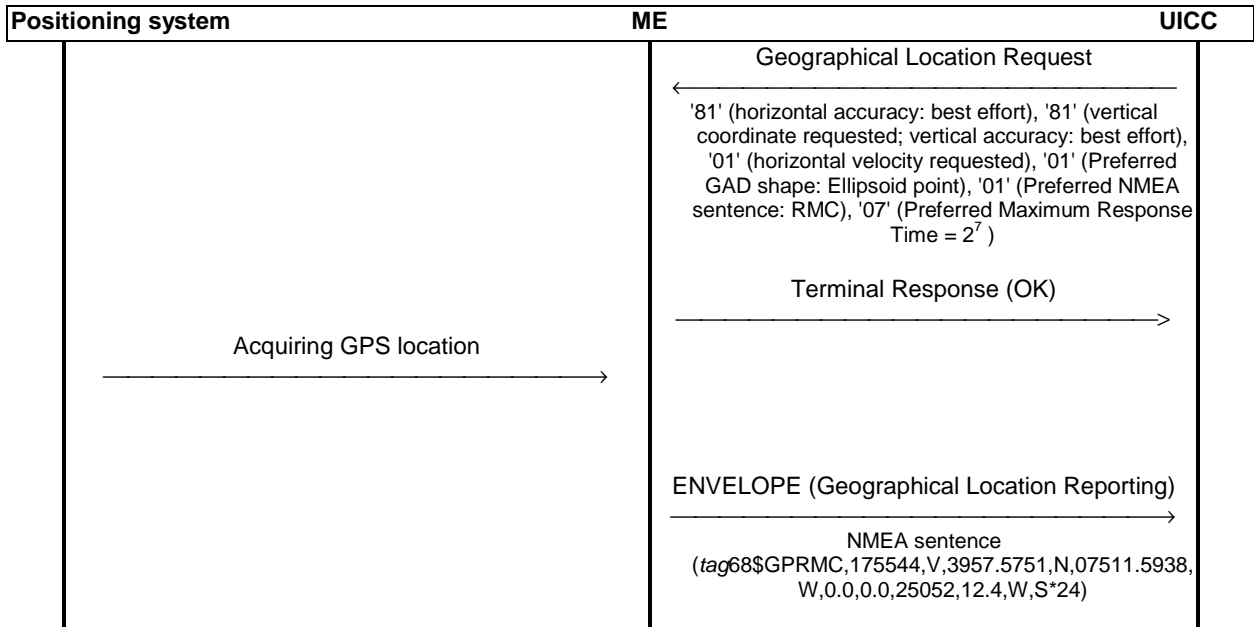 Positioning system ME UICC
Geographical Location Request
'81' (horizontal accuracy: best effort), '81' (vertical
coordinate requested; vertical accuracy: best effort),
'01' (horizontal velocity requested), '01' (Preferred
GAD shape: Ellipsoid point), '01' (Preferred NMEA
sentence: RMC), '07' (Preferred Maximum Response
Time = 2⁷ )
Terminal Response (OK)
Acquiring GPS location
ENVELOPE (Geographical Location Reporting)
NMEA sentence
(tag68$GPRMC,175544,V,3957.5751,N,07511.5938,
W,0.0,0.0,25052,12.4,W,S*24)